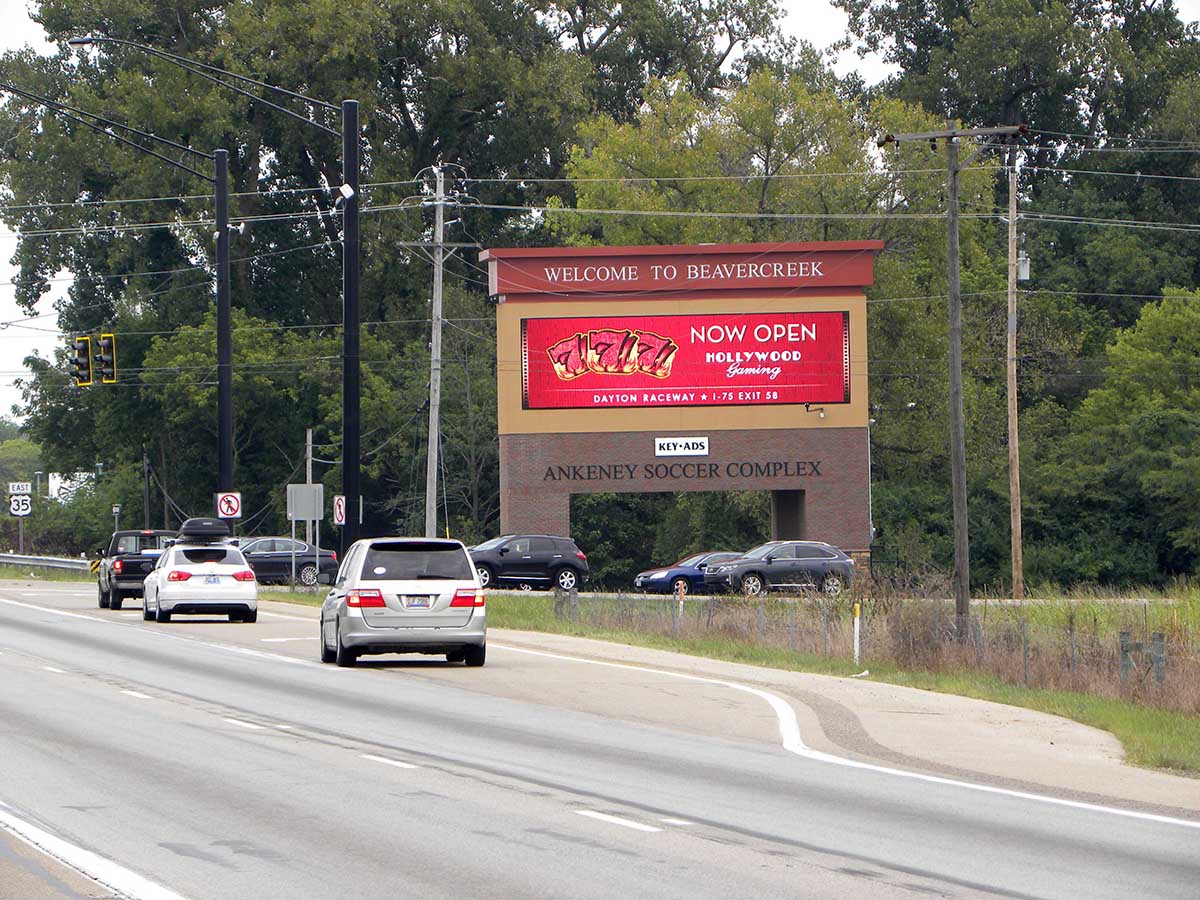 WELCOME TO BEAVERCREEK
777
NOW OPEN
HOLLYWOOD
Gaming
DAYTON RACEWAY ★ I-75 EXIT 58
KEY•ADS
ANKENEY SOCCER COMPLEX
EAST
35